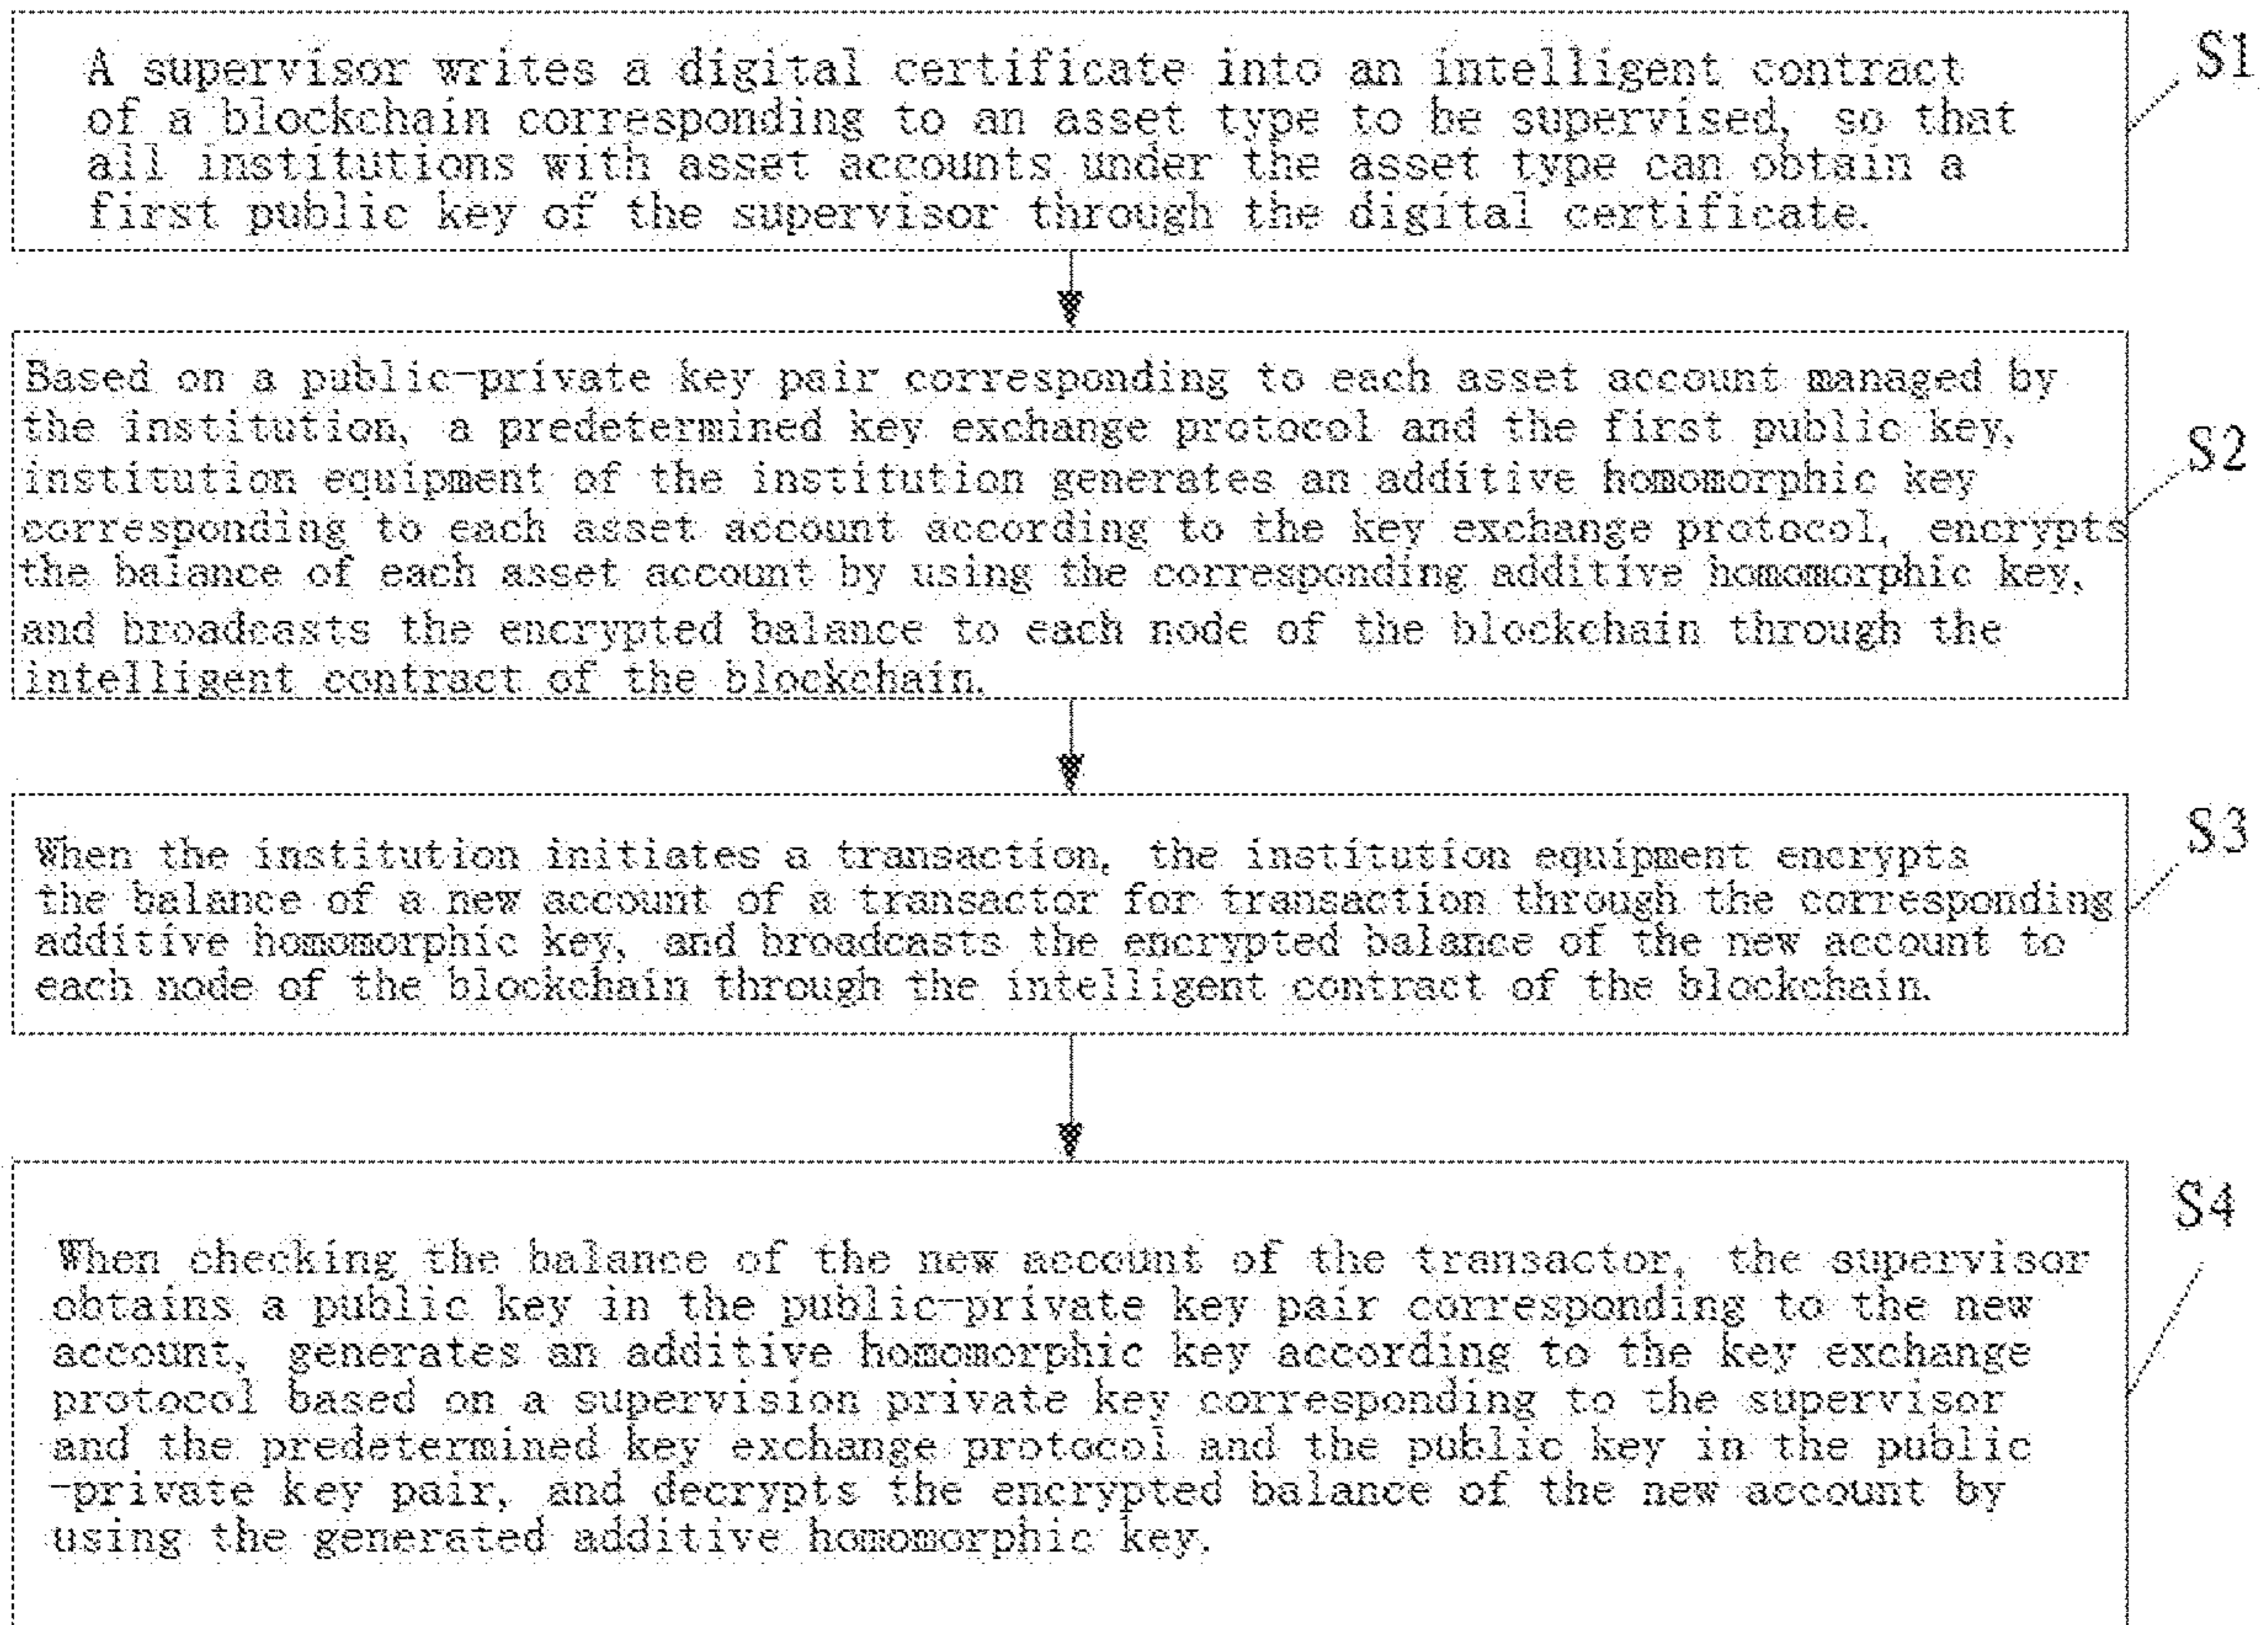 A supervisor writes a digital certificate into an intelligent contract
of a blockchain corresponding to an asset type to be supervised, so that
all institutions with asset accounts under the asset type can obtain a
first public key of the supervisor through the digital certificate.
S1
Based on a public-private key pair corresponding to each asset account managed by
the institution, a predetermined key exchange protocol and the first public key,
institution equipment of the institution generates an additive homomorphic key
corresponding to each asset account according to the key exchange protocol, encrypts
the balance of each asset account by using the corresponding additive homomorphic key,
and broadcasts the encrypted balance to each node of the blockchain through the
intelligent contract of the blockchain.
S2
When the institution initiates a transaction, the institution equipment encrypts
the balance of a new account of a transactor for transaction through the corresponding
additive homomorphic key, and broadcasts the encrypted balance of the new account to
each node of the blockchain through the intelligent contract of the blockchain.
S3
When checking the balance of the new account of the transactor, the supervisor
obtains a public key in the public-private key pair corresponding to the new
account, generates an additive homomorphic key according to the key exchange
protocol based on a supervision private key corresponding to the supervisor
and the predetermined key exchange protocol and the public key in the public
-private key pair, and decrypts the encrypted balance of the new account by
using the generated additive homomorphic key.
S4